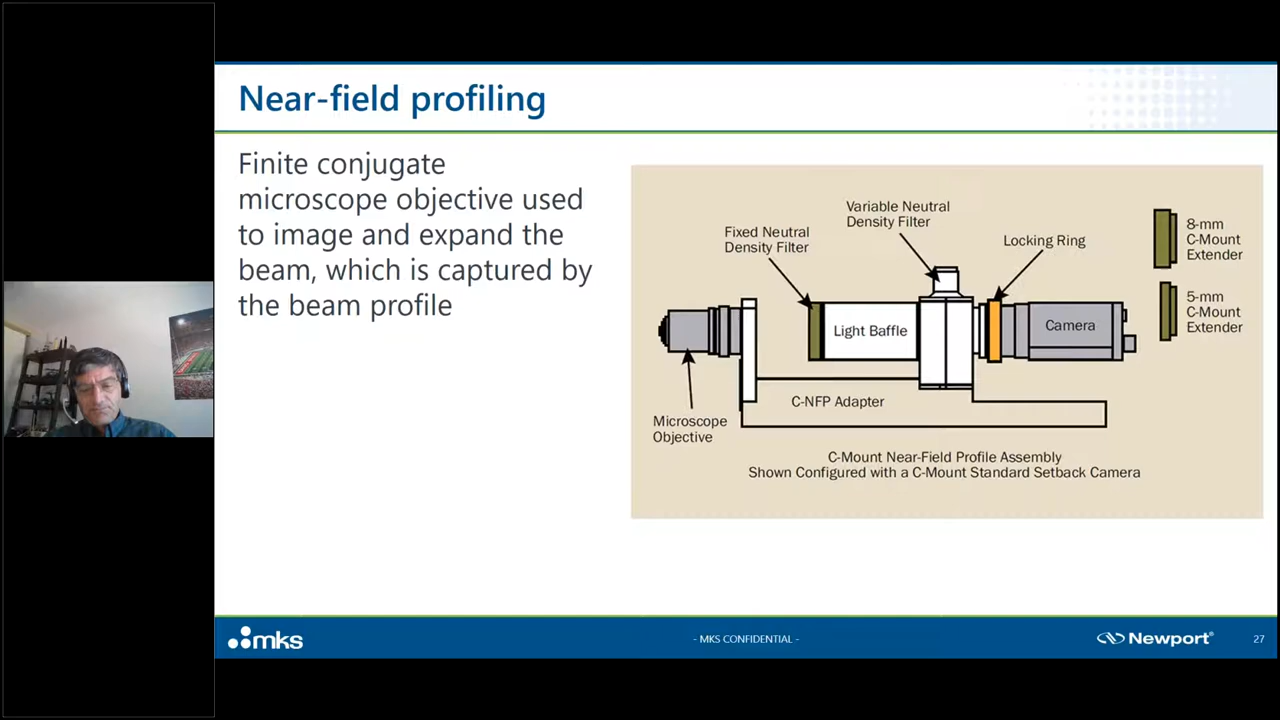 Near-field profiling
Finite conjugate
microscope objective used
to image and expand the
beam, which is captured by
the beam profile
Variable Neutral
Density Filter
Fixed Neutral
Density Filter
Locking Ring
8-mm
C-Mount
Extender
5-mm
C-Mount
Extender
Light Baffle
Camera
C-NFP Adapter
Microscope
Objective
C-Mount Near-Field Profile Assembly
Shown Configured with a C-Mount Standard Setback Camera
mks
- MKS CONFIDENTIAL -
Newport®
27